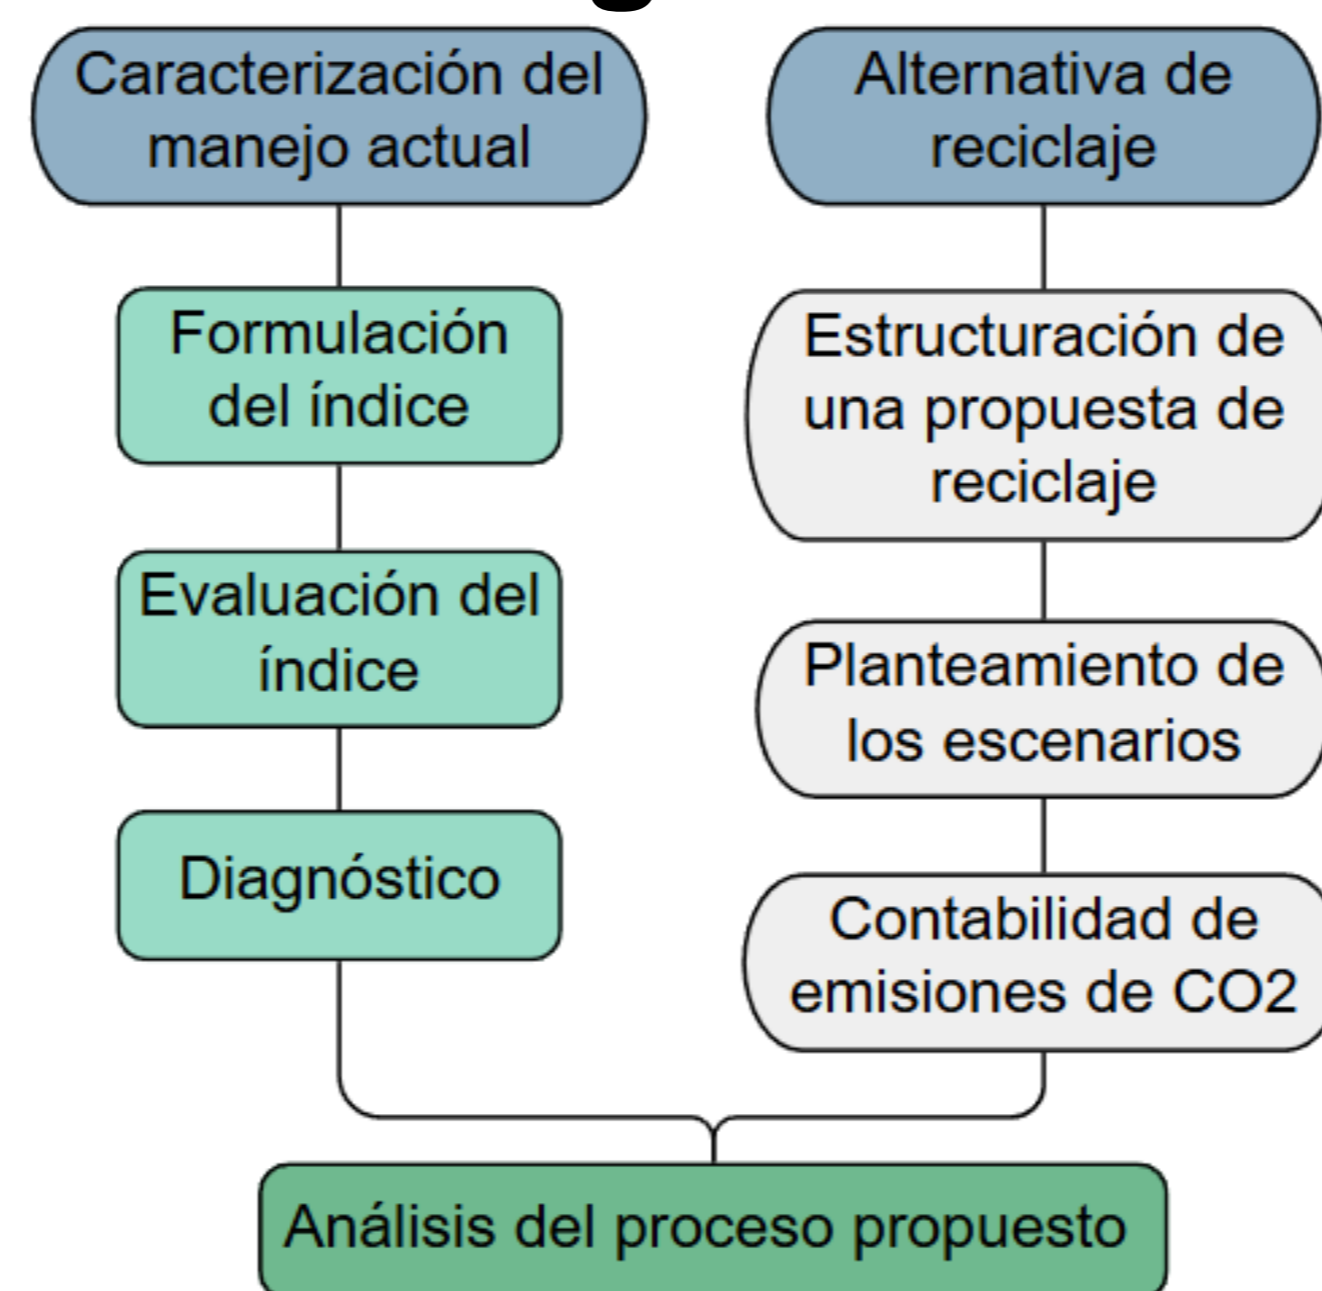 Caracterización del
manejo actual
Formulación
del índice
Evaluación del
índice
Diagnóstico
Alternativa de
reciclaje
Estructuración de
una propuesta de
reciclaje
Planteamiento de
los escenarios
Contabilidad de
emisiones de CO2
Análisis del proceso propuesto